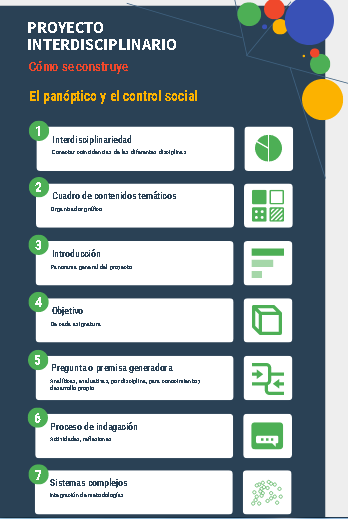 PROYECTO
INTERDISCIPLINARIO
Cómo se construye
El panóptico y el control social
1
Interdisciplinariedad
Conectar coincidencias de las diferentes disciplinas
2
Cuadro de contenidos temáticos
Organizador gráfico
3
Introducción
Panorama general del proyecto
4
Objetivo
De cada asignatura
5
Pregunta o premisa generadora
Analíticas, evaluativas, por disciplina, para conocimientos y
desarrollo propio
6
Proceso de indagación
Actividades, reflexiones
7
Sistemas complejos
Integración de metodologías